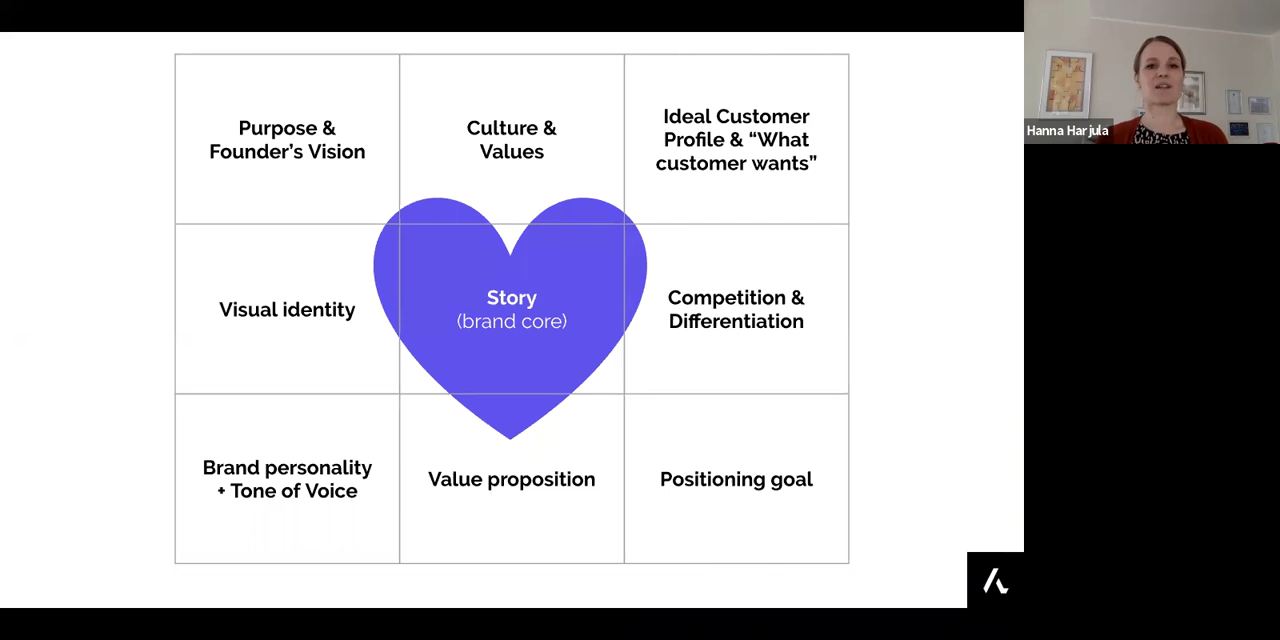 Purpose &
Founder’s Vision
Culture &
Values
Ideal Customer
Profile & “What
customer wants”
Hanna Harjula
Visual identity
Story
(brand core)
Competition &
Differentiation
Brand personality
+ Tone of Voice
Value proposition
Positioning goal